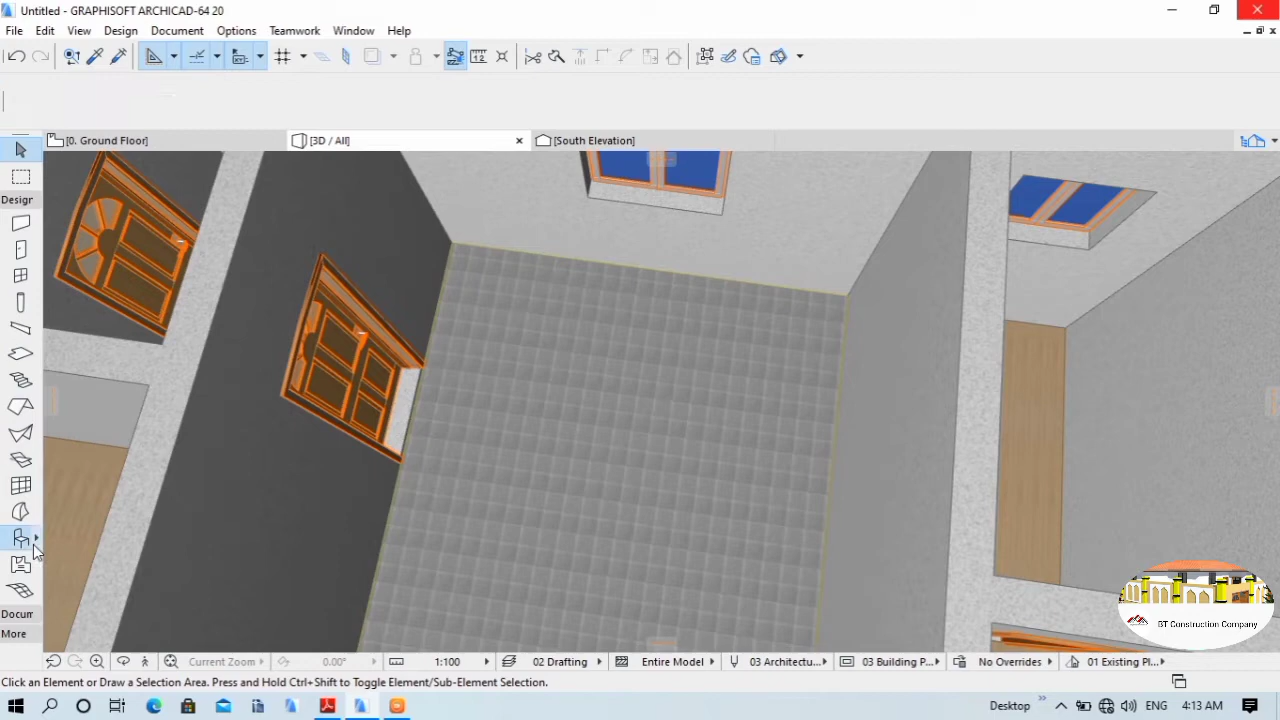 Untitled - GRAPHISOFT ARCHICAD-64 20
File Edit View Design Document Options Teamwork Window Help
[0. Ground Floor] [3D / All] [South Elevation]
Design
Docum
More
BT Construction Company
Current Zoom 0.00° 1:100 02 Drafting Entire Model 03 Architectu... 03 Building P... No Overrides 01 Existing Pl...
Click an Element or Draw a Selection Area. Press and Hold Ctrl+Shift to Toggle Element/Sub-Element Selection.
Desktop ENG 4:13 AM